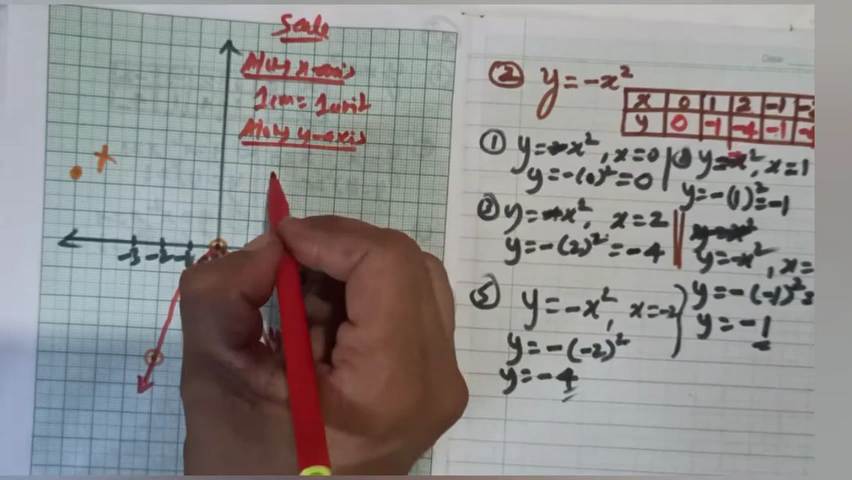 Scale
Along x-axis
1cm = 1unit
Along y-axis
-3 -2 -1
Date
② y = -x²
x 0 1 2 -1
y 0 -1 -4 -1
① y = -x², x=0
y = -(0)² = 0
y = -x², x=1
y = -(1)² = -1
y = -x², x = 2
y = -(2)² = -4
y = -x², x =
y = -(-1)² =
y = -1
⑤ y = -x², x = -2
y = -(-2)²
y = -4